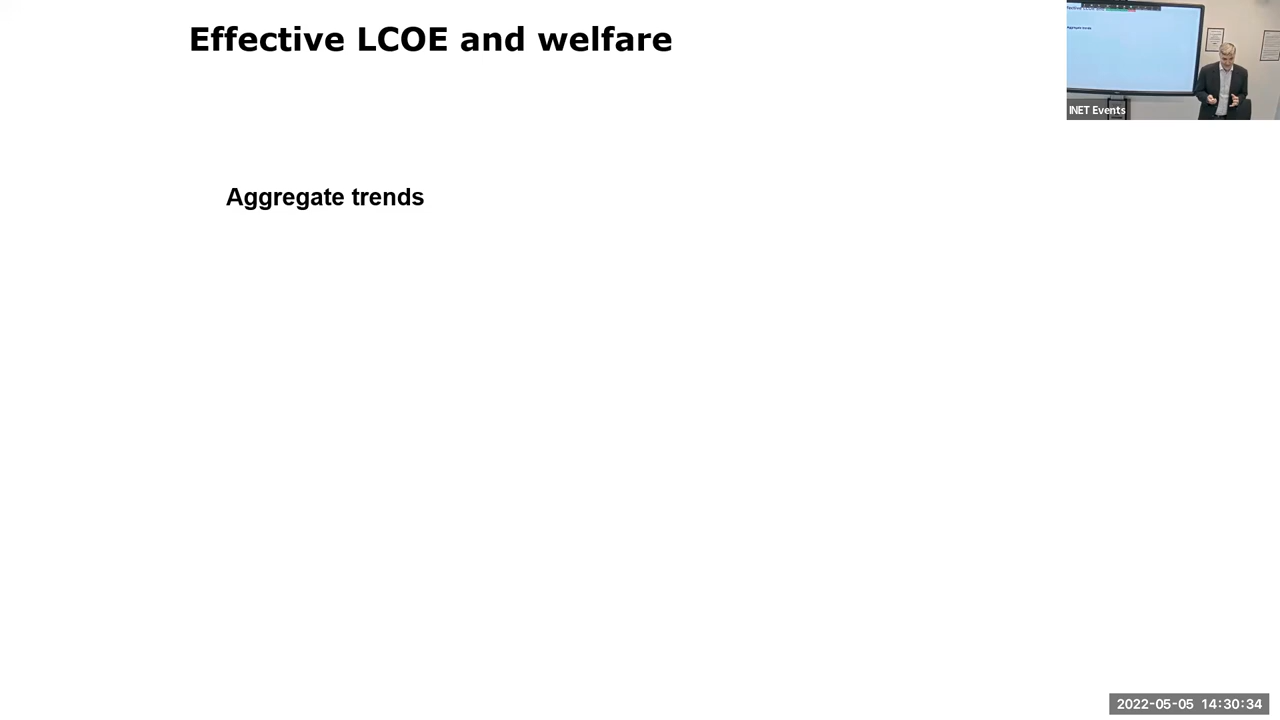 Effective LCOE and welfare
INET Events
Aggregate trends
2022-05-05 14:30:34